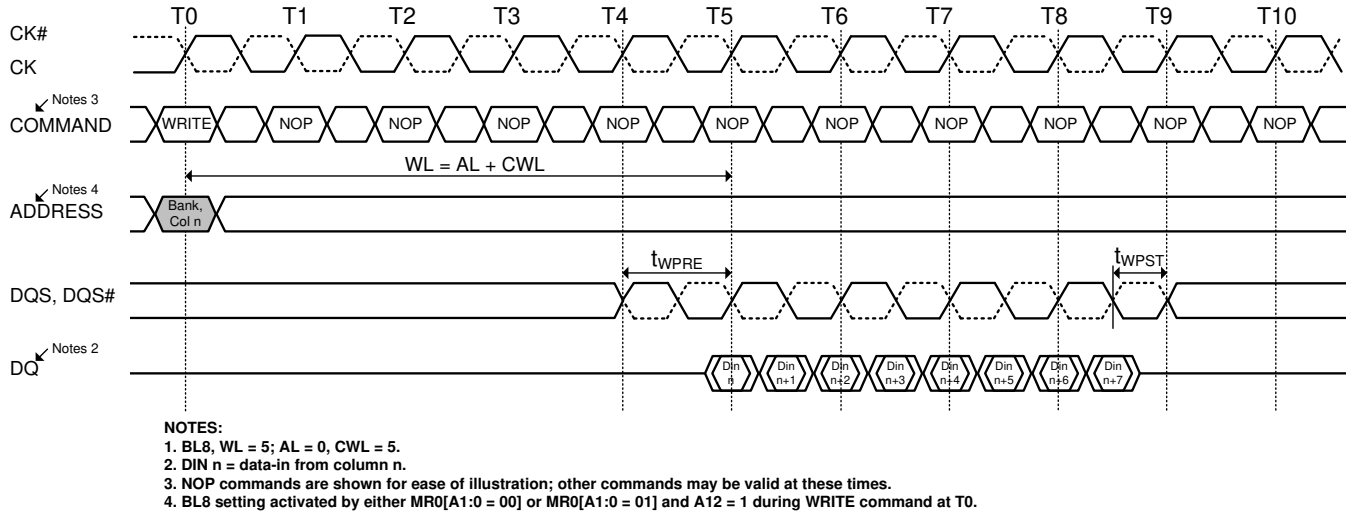 T0 T1 T2 T3 T4 T5 T6 T7 T8 T9 T10
CK#
CK
Notes 3
COMMAND WRITE NOP NOP NOP NOP NOP NOP NOP NOP NOP NOP
WL = AL + CWL
Notes 4
ADDRESS
Bank,
Col n
tWPRE tWPST
DQS, DQS#
Notes 2
DQ
Din Din Din Din Din Din Din Din
n n+1 n+2 n+3 n+4 n+5 n+6 n+7
NOTES:
1. BL8, WL = 5; AL = 0, CWL = 5.
2. DIN n = data-in from column n.
3. NOP commands are shown for ease of illustration; other commands may be valid at these times.
4. BL8 setting activated by either MR0[A1:0 = 00] or MR0[A1:0 = 01] and A12 = 1 during WRITE command at T0.